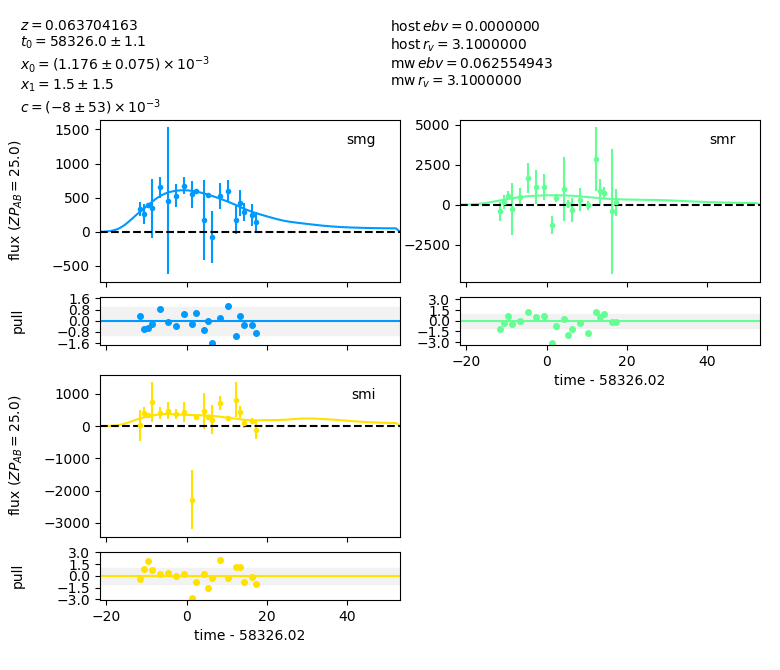 z = 0.063704163
t₀ = 58326.0 ± 1.1
x₀ = (1.176 ± 0.075) × 10⁻³
x₁ = 1.5 ± 1.5
c = (−8 ± 53) × 10⁻³
host ebv = 0.0000000
host r_v = 3.1000000
mw ebv = 0.062554943
mw r_v = 3.1000000
smg
flux (ZP_AB = 25.0)
1500
1000
500
0
−500
smr
5000
2500
0
−2500
pull
1.6
0.8
0.0
−0.8
−1.6
3.0
1.5
0.0
−1.5
−3.0
−20 0 20 40
time - 58326.02
smi
flux (ZP_AB = 25.0)
1000
0
−1000
−2000
−3000
pull
3.0
1.5
0.0
−1.5
−3.0
−20 0 20 40
time - 58326.02